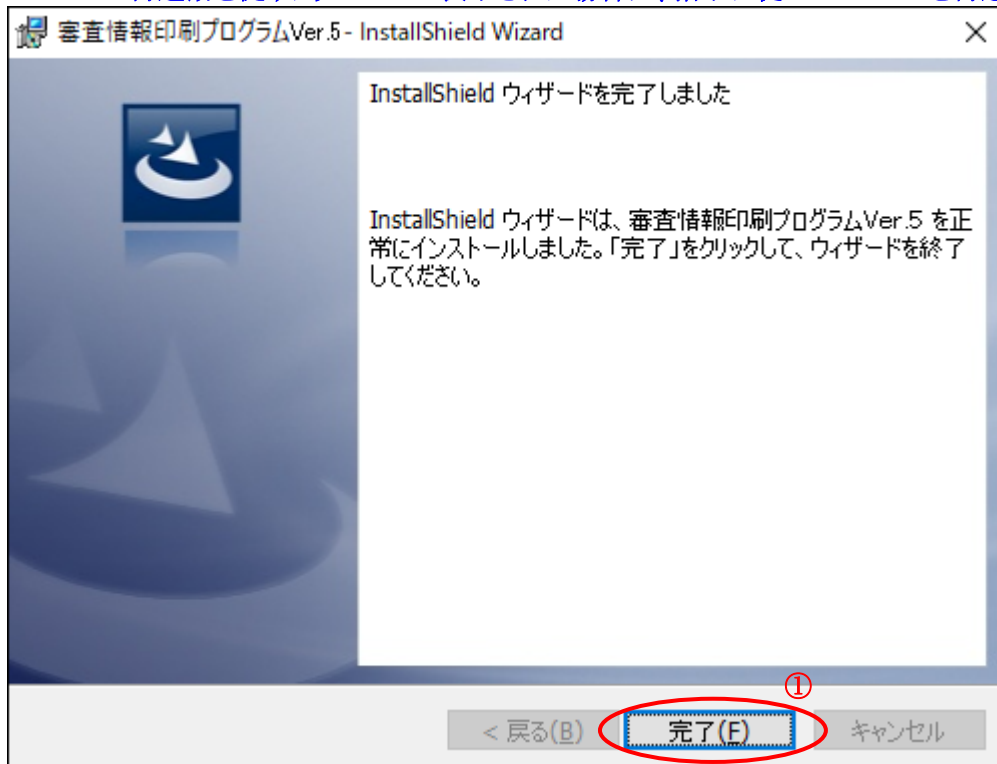 審査情報印刷プログラムVer.5 - InstallShield Wizard
InstallShield ウィザードを完了しました
InstallShield ウィザードは、審査情報印刷プログラムVer.5 を正
常にインストールしました。「完了」をクリックして、ウィザードを終了
してください。
①
< 戻る(B)
完了(F)
キャンセル